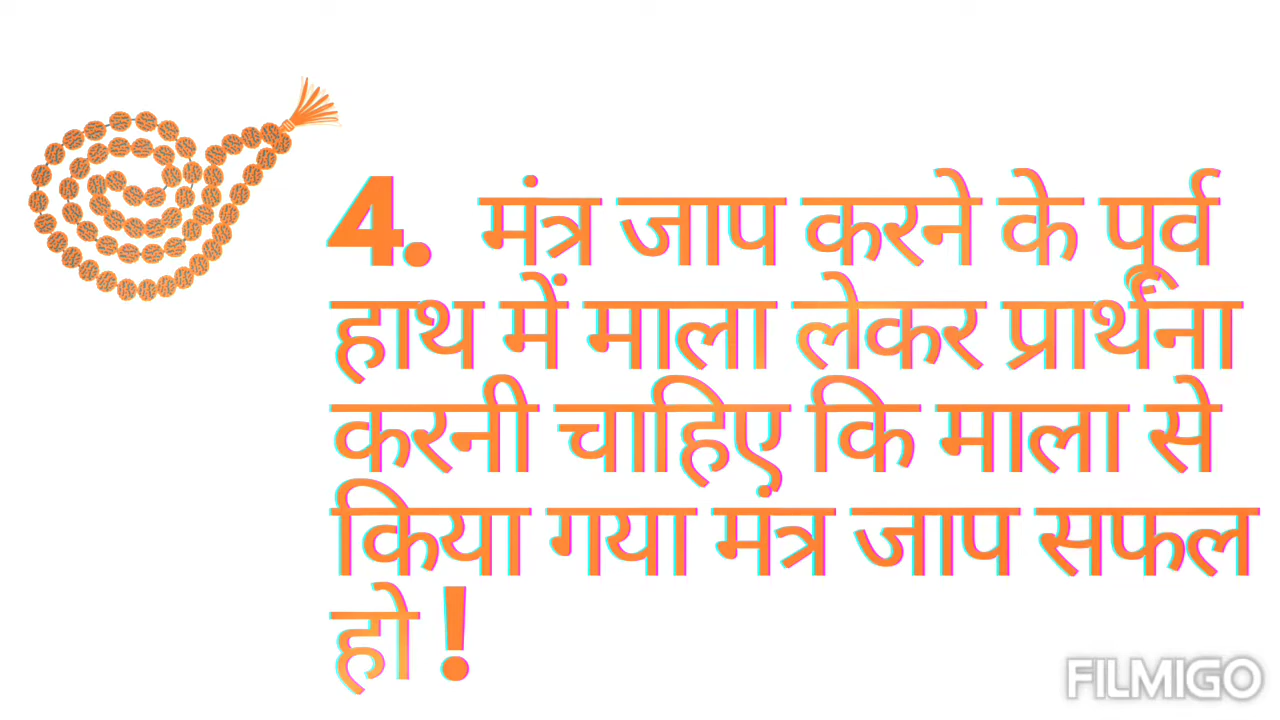 4. मंत्र जाप करने के पूर्व
हाथ में माला लेकर प्रार्थना
करनी चाहिए कि माला से
किया गया मंत्र जाप सफल
हो !
FILMIGO